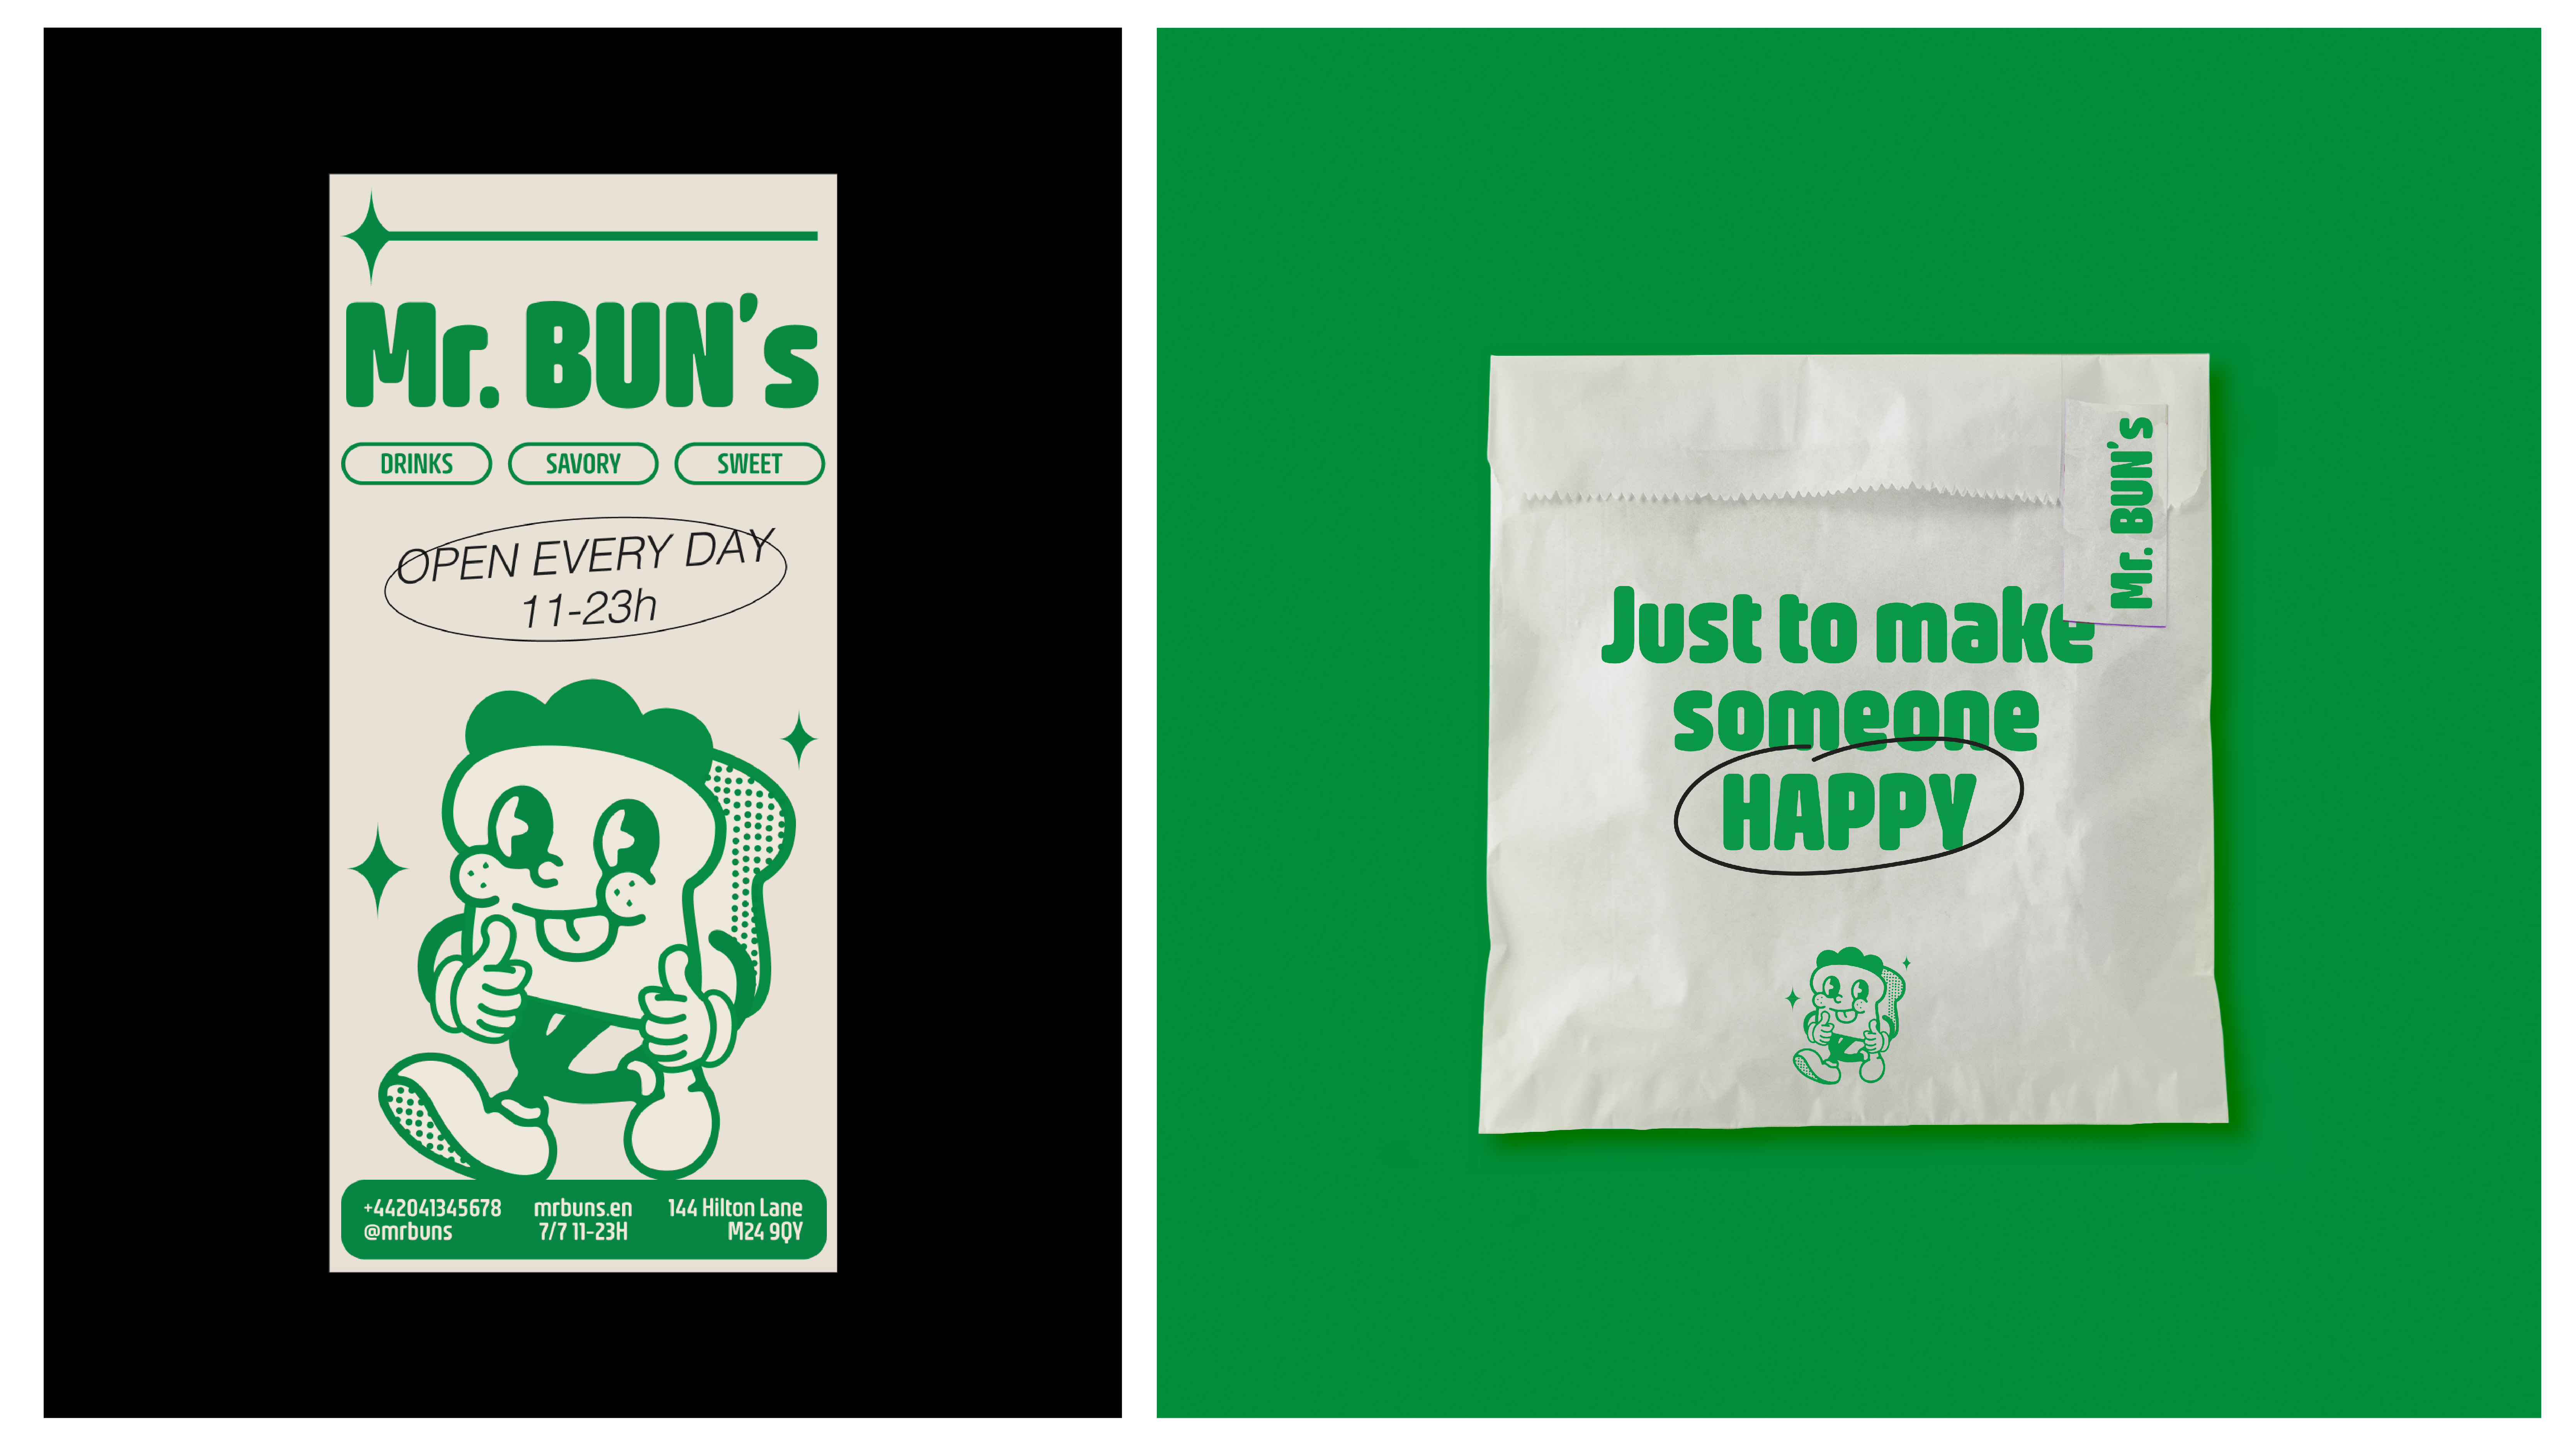 Mr. BUN's
DRINKS
SAVORY
SWEET
OPEN EVERY DAY
11-23h
+442041345678
@mrbuns
mrbuns.en
7/7 11-23H
144 Hilton Lane
M24 9QY
Mr. BUN's
Just to make
someone
HAPPY